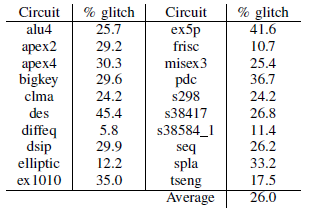 Circuit % glitch Circuit % glitch
alu4 25.7 ex5p 41.6
apex2 29.2 frisc 10.7
apex4 30.3 misex3 25.4
bigkey 29.6 pdc 36.7
clma 24.2 s298 24.2
des 45.4 s38417 26.8
diffeq 5.8 s38584_1 11.4
dsip 29.9 seq 26.2
elliptic 12.2 spla 33.2
ex1010 35.0 tseng 17.5
Average 26.0